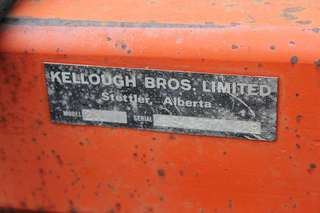 KELLOUGH BROS. LIMITED
Stettler, Alberta
MODEL SERIAL